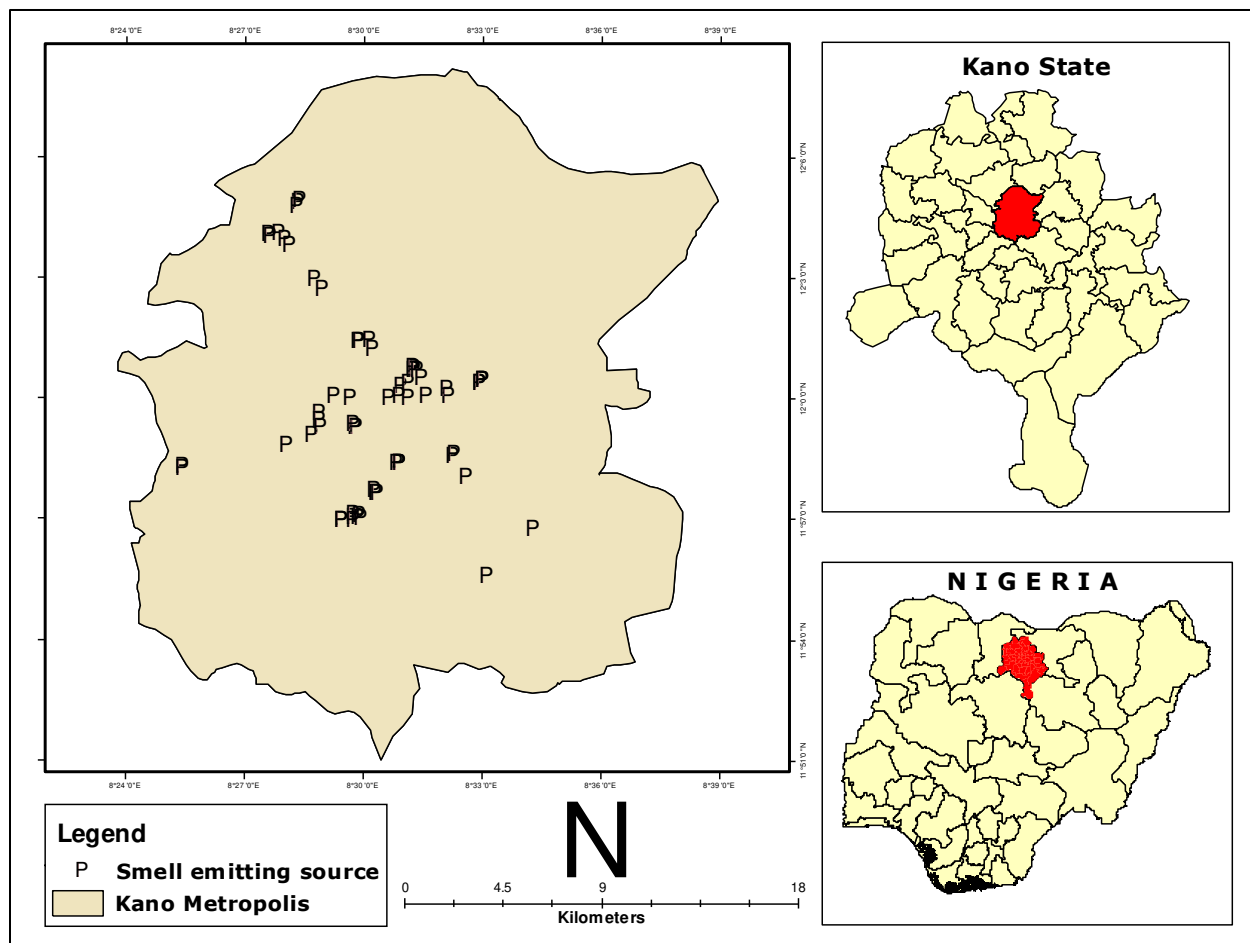 8°24'0"E 8°27'0"E 8°30'0"E 8°33'0"E 8°36'0"E 8°39'0"E
12°6'0"N
12°3'0"N
12°0'0"N
11°57'0"N
11°54'0"N
11°51'0"N
P P
P P P P P
P P
P P P P
P P P P P P
P P P P P P P P
P P
P P P P P
P P
P P
P P P
P P
P P P P
P
P
8°24'0"E 8°27'0"E 8°30'0"E 8°33'0"E 8°36'0"E 8°39'0"E
Kano State
NIGERIA
Legend
P Smell emitting source
Kano Metropolis
N
0 4.5 9 18
Kilometers